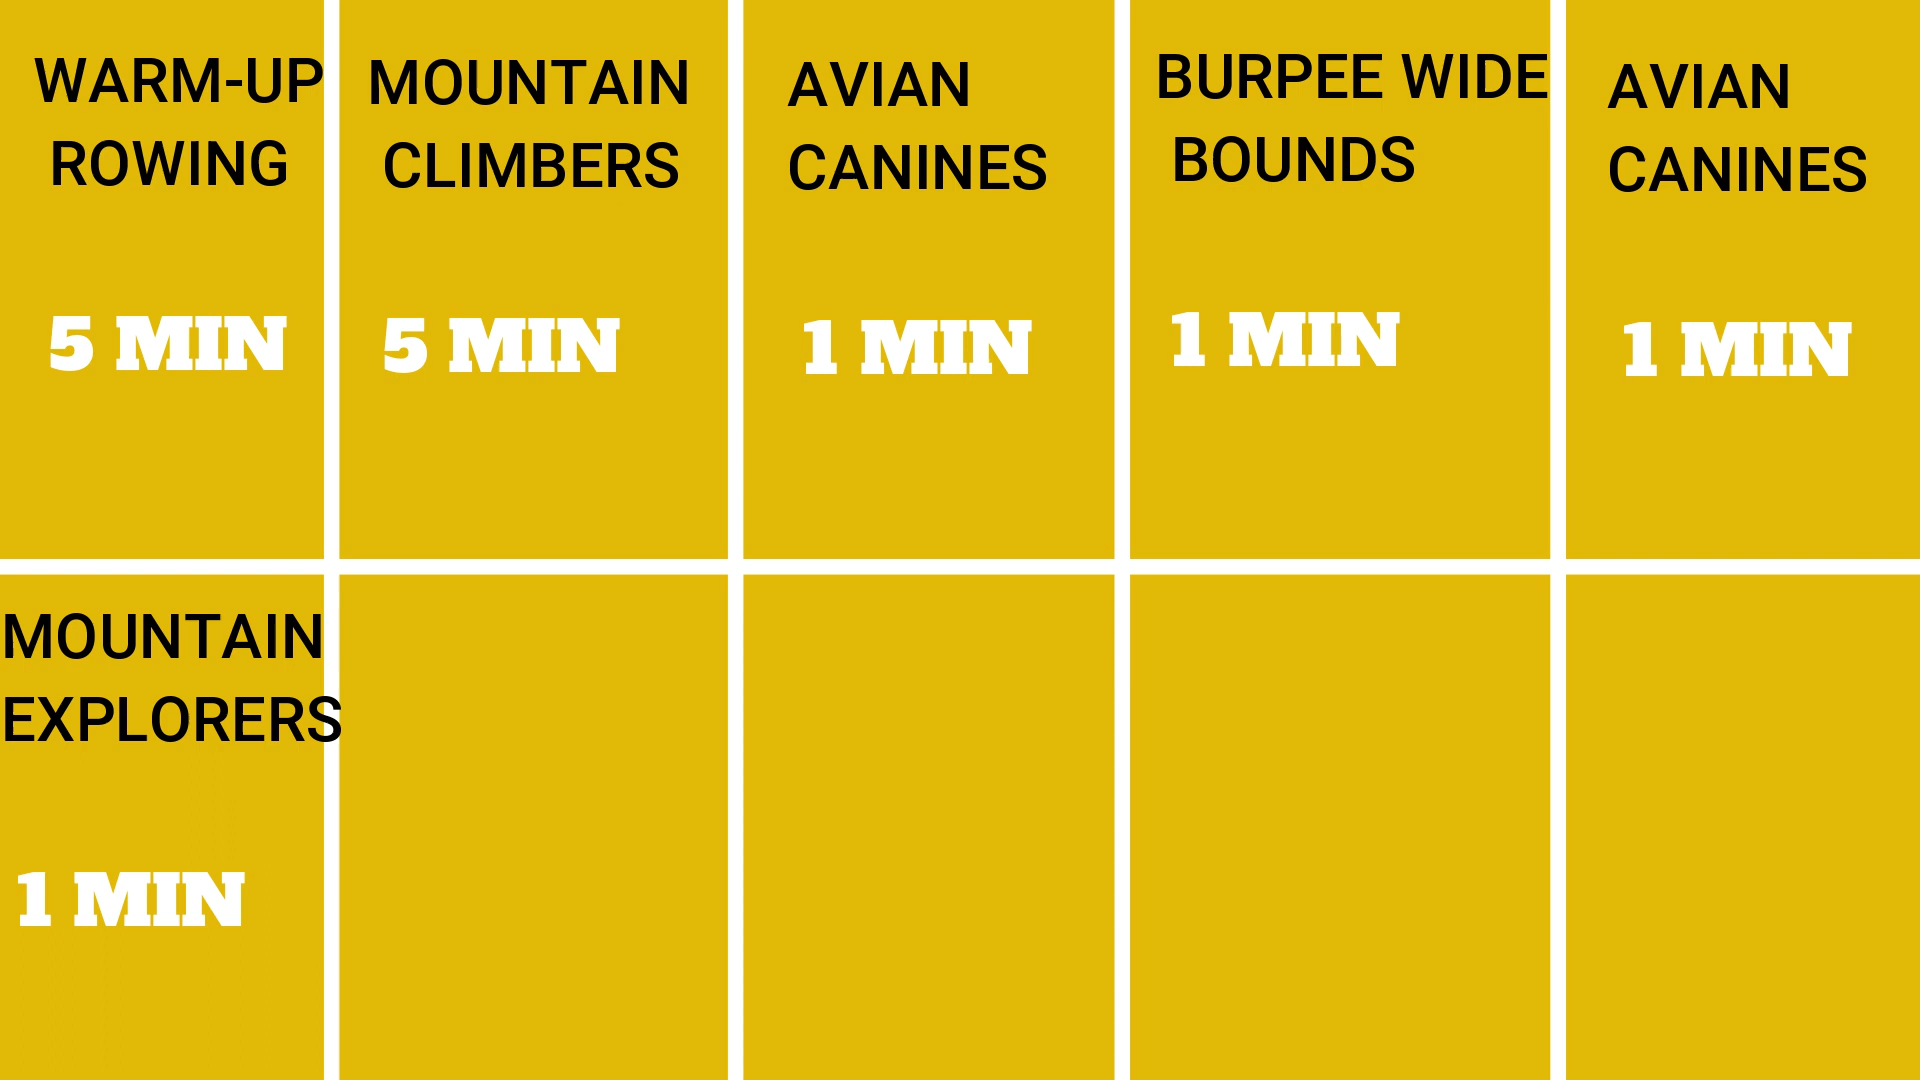 WARM-UP
ROWING
5 MIN
MOUNTAIN
CLIMBERS
5 MIN
AVIAN
CANINES
1 MIN
BURPEE WIDE
BOUNDS
1 MIN
AVIAN
CANINES
1 MIN
MOUNTAIN
EXPLORERS
1 MIN